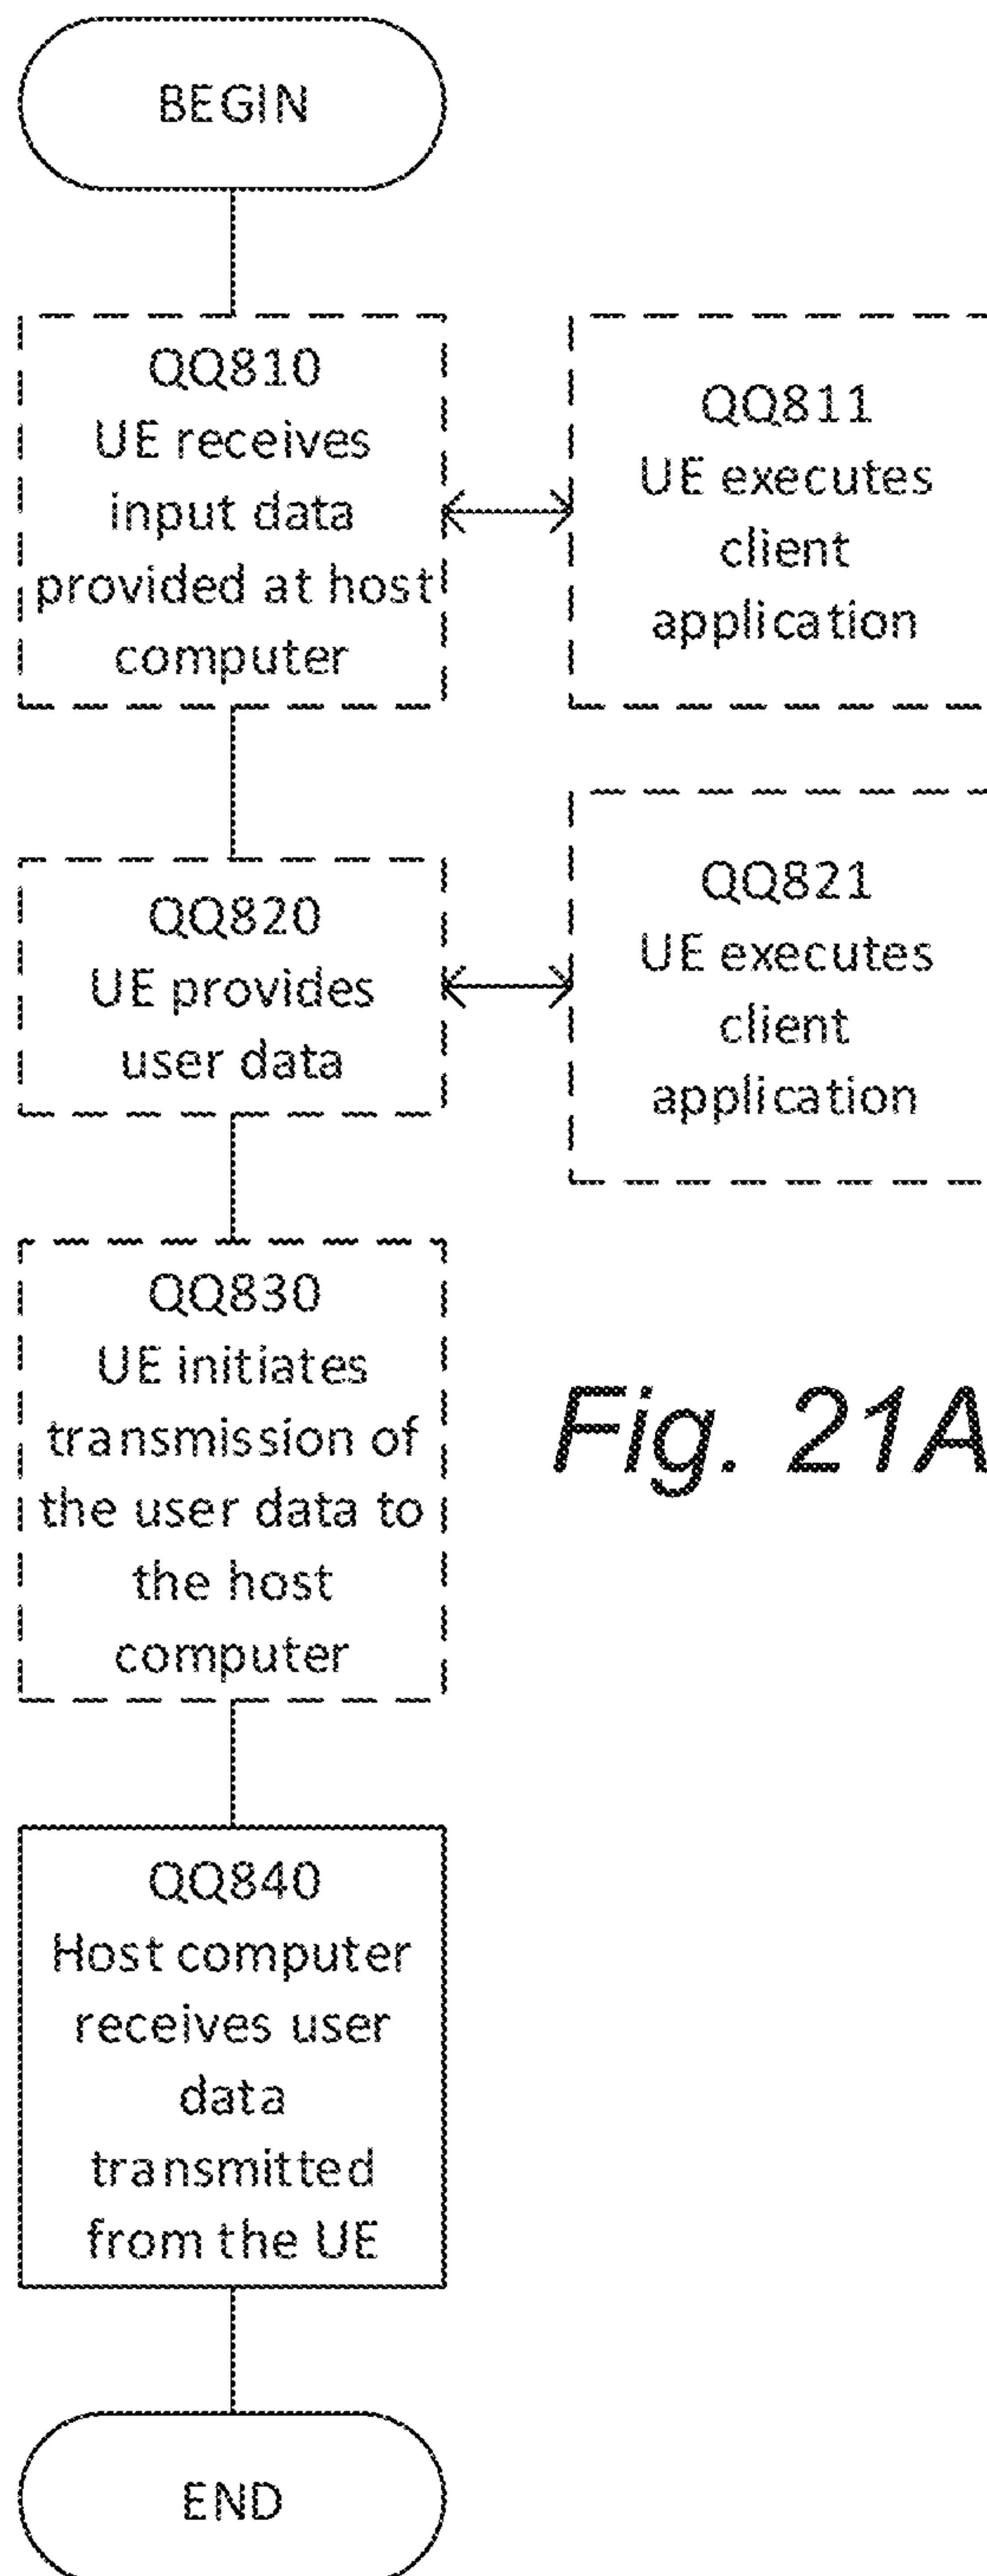 BEGIN
QQ810
UE receives
input data
provided at host
computer
QQ811
UE executes
client
application
QQ820
UE provides
user data
QQ821
UE executes
client
application
QQ830
UE initiates
transmission of
the user data to
the host
computer
Fig. 21A
QQ840
Host computer
receives user
data
transmitted
from the UE
END